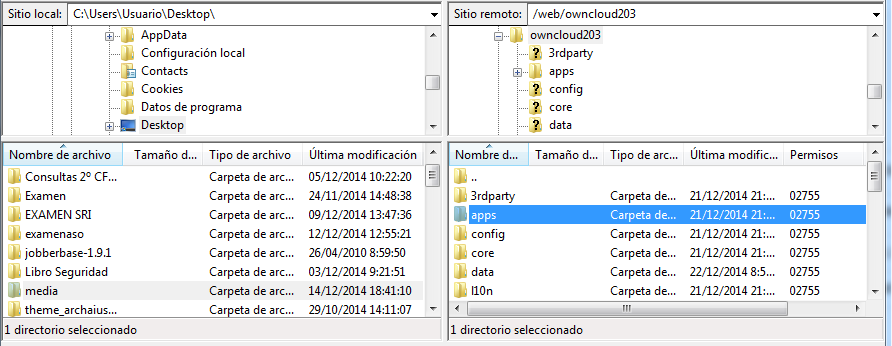 Sitio local: C:\Users\Usuario\Desktop\
AppData
Configuración local
Contacts
Cookies
Datos de programa
Desktop
Nombre de archivo Tamaño d... Tipo de archivo Última modificación
Consultas 2º CF... Carpeta de arc... 05/12/2014 10:22:20
Examen Carpeta de arc... 24/11/2014 14:48:38
EXAMEN SRI Carpeta de arc... 09/12/2014 13:47:36
examenaso Carpeta de arc... 12/12/2014 12:55:21
jobberbase-1.9.1 Carpeta de arc... 26/04/2010 8:59:50
Libro Seguridad Carpeta de arc... 03/12/2014 9:21:51
media Carpeta de arc... 14/12/2014 18:41:10
theme_archaius... Carpeta de arc... 29/10/2014 14:11:07
1 directorio seleccionado
Sitio remoto: /web/owncloud203
owncloud203
3rdparty
apps
config
core
data
Nombre d... Tamaño d... Tipo de arc... Última modific... Permisos
..
3rdparty Carpeta de... 21/12/2014 21:... 02755
apps Carpeta de... 21/12/2014 21:... 02755
config Carpeta de... 21/12/2014 21:... 02755
core Carpeta de... 21/12/2014 21:... 02755
data Carpeta de... 22/12/2014 8:5... 02755
l10n Carpeta de... 21/12/2014 21:... 02755
1 directorio seleccionado